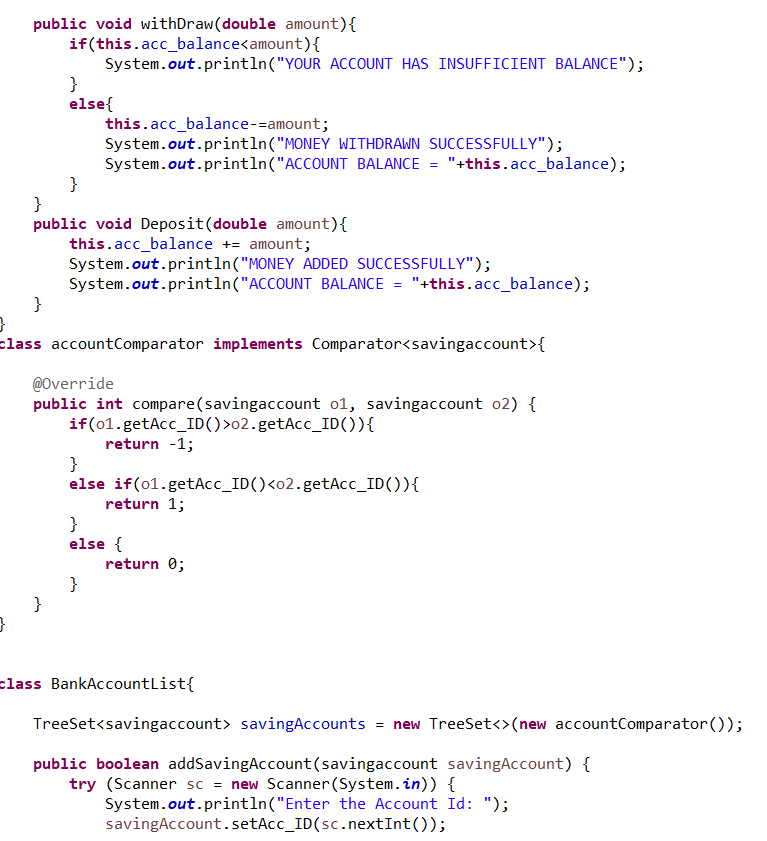 public void withDraw(double amount){
if(this.acc_balance<amount){
System.out.println("YOUR ACCOUNT HAS INSUFFICIENT BALANCE");
}
else{
this.acc_balance-=amount;
System.out.println("MONEY WITHDRAWN SUCCESSFULLY");
System.out.println("ACCOUNT BALANCE = "+this.acc_balance);
}
}
public void Deposit(double amount){
this.acc_balance += amount;
System.out.println("MONEY ADDED SUCCESSFULLY");
System.out.println("ACCOUNT BALANCE = "+this.acc_balance);
}
}
class accountComparator implements Comparator<savingaccount>{
@Override
public int compare(savingaccount o1, savingaccount o2) {
if(o1.getAcc_ID()>o2.getAcc_ID()){
return -1;
}
else if(o1.getAcc_ID()<o2.getAcc_ID()){
return 1;
}
else {
return 0;
}
}
}
class BankAccountList{
TreeSet<savingaccount> savingAccounts = new TreeSet<>(new accountComparator());
public boolean addSavingAccount(savingaccount savingAccount) {
try (Scanner sc = new Scanner(System.in)) {
System.out.println("Enter the Account Id: ");
savingAccount.setAcc_ID(sc.nextInt());